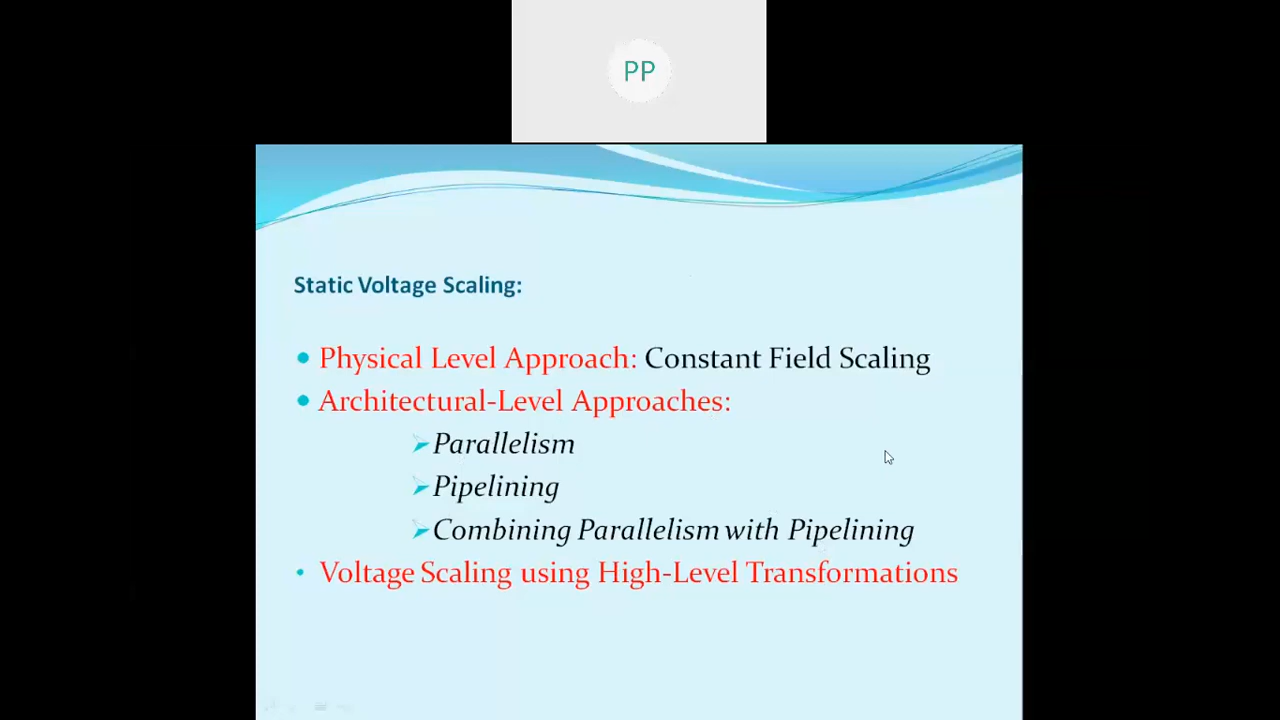 PP
Static Voltage Scaling:
Physical Level Approach: Constant Field Scaling
Architectural-Level Approaches:
Parallelism
Pipelining
Combining Parallelism with Pipelining
Voltage Scaling using High-Level Transformations